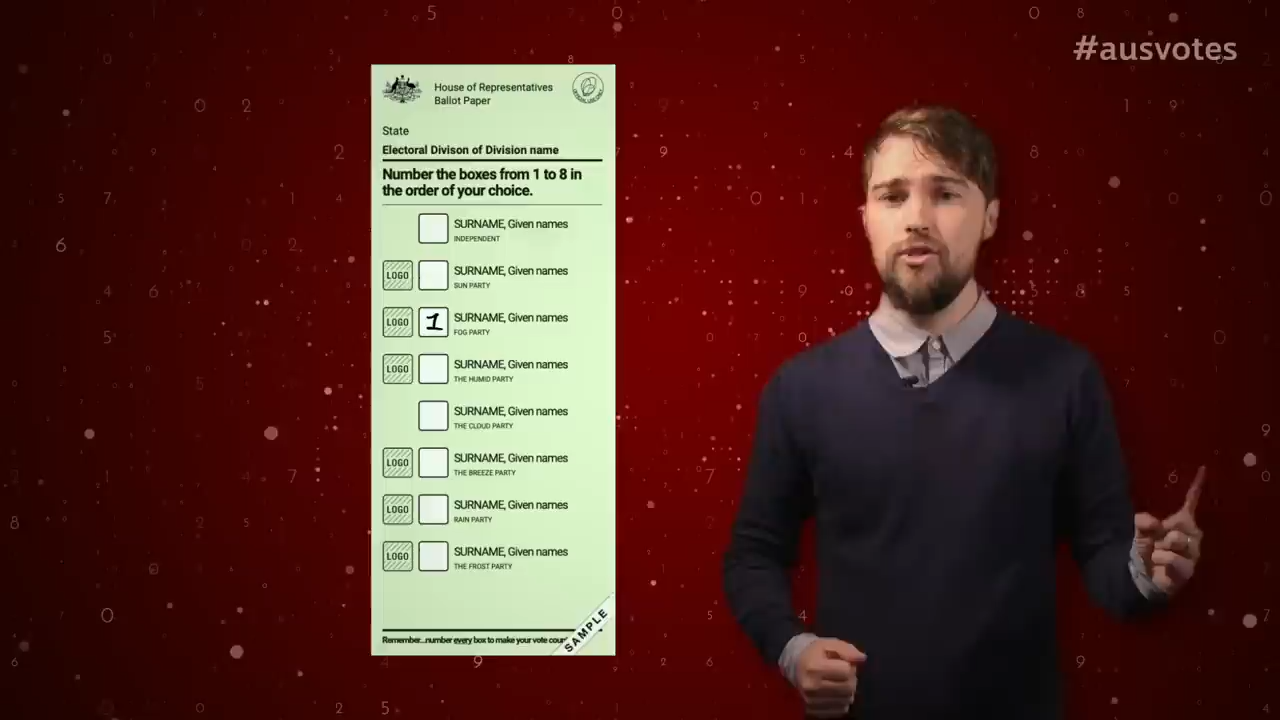 #ausvotes
House of Representatives
Ballot Paper
State
Electoral Divison of Division name
Number the boxes from 1 to 8 in
the order of your choice.
SURNAME, Given names
INDEPENDENT
LOGO
SURNAME, Given names
SUN PARTY
LOGO
1
SURNAME, Given names
FOG PARTY
LOGO
SURNAME, Given names
THE HUMID PARTY
SURNAME, Given names
THE CLOUD PARTY
LOGO
SURNAME, Given names
THE BREEZE PARTY
LOGO
SURNAME, Given names
RAIN PARTY
LOGO
SURNAME, Given names
THE FROST PARTY
Remember...number every box to make your vote
SAMPLE